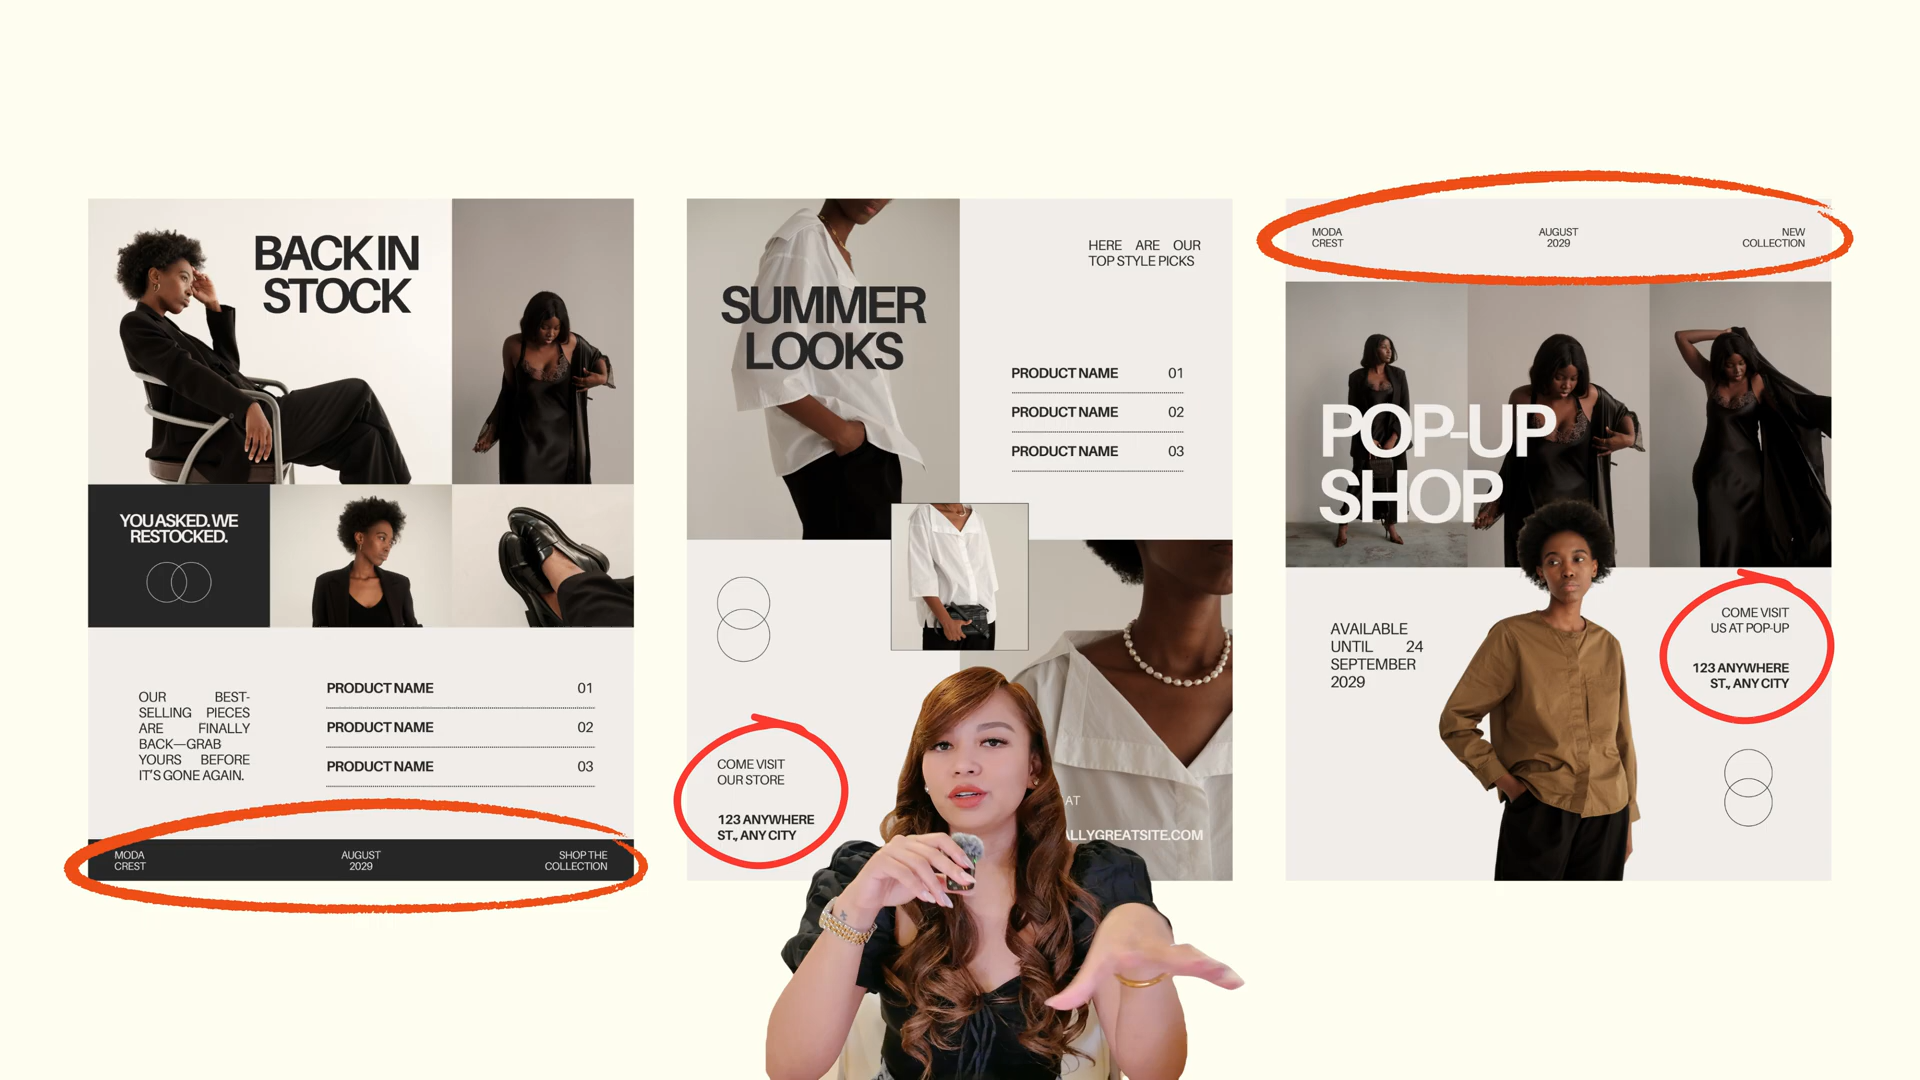 BACK IN
STOCK
YOU ASKED. WE
RESTOCKED.
OUR BEST-
SELLING PIECES
ARE FINALLY
BACK—GRAB
YOURS BEFORE
IT'S GONE AGAIN.
PRODUCT NAME 01
PRODUCT NAME 02
PRODUCT NAME 03
MODA
CREST
AUGUST
2029
SHOP THE
COLLECTION
SUMMER
LOOKS
HERE ARE OUR
TOP STYLE PICKS
PRODUCT NAME 01
PRODUCT NAME 02
PRODUCT NAME 03
COME VISIT
OUR STORE
123 ANYWHERE
ST., ANY CITY
AT
ALLYGREATSITE.COM
MODA
CREST
AUGUST
2029
NEW
COLLECTION
POP-UP
SHOP
AVAILABLE
UNTIL 24
SEPTEMBER
2029
COME VISIT
US AT POP-UP
123 ANYWHERE
ST., ANY CITY